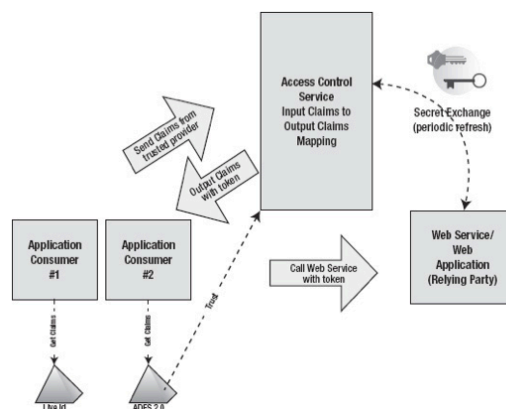 Access Control
Service
Input Claims to
Output Claims
Mapping
Secret Exchange
(periodic refresh)
Send Claims from
trusted provider
Output Claims
with token
Application
Consumer
#1
Application
Consumer
#2
Call Web Service
with token
Web Service/
Web
Application
(Relying Party)
Trust
Get Claims
Get Claims
Live Id
ADFS 2.0